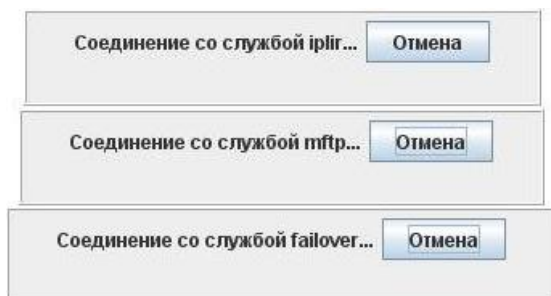 Соединение со службой iplir... Отмена
Соединение со службой mftp... Отмена
Соединение со службой failover... Отмена